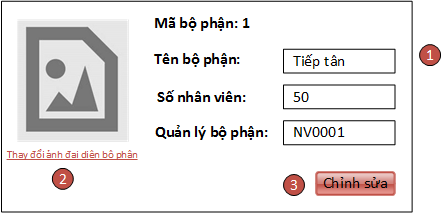 Mã bộ phận: 1
Tên bộ phận: Tiếp tân
1
Số nhân viên: 50
Quản lý bộ phận: NV0001
Thay đổi ảnh đại diện bộ phận
2
3
Chỉnh sửa